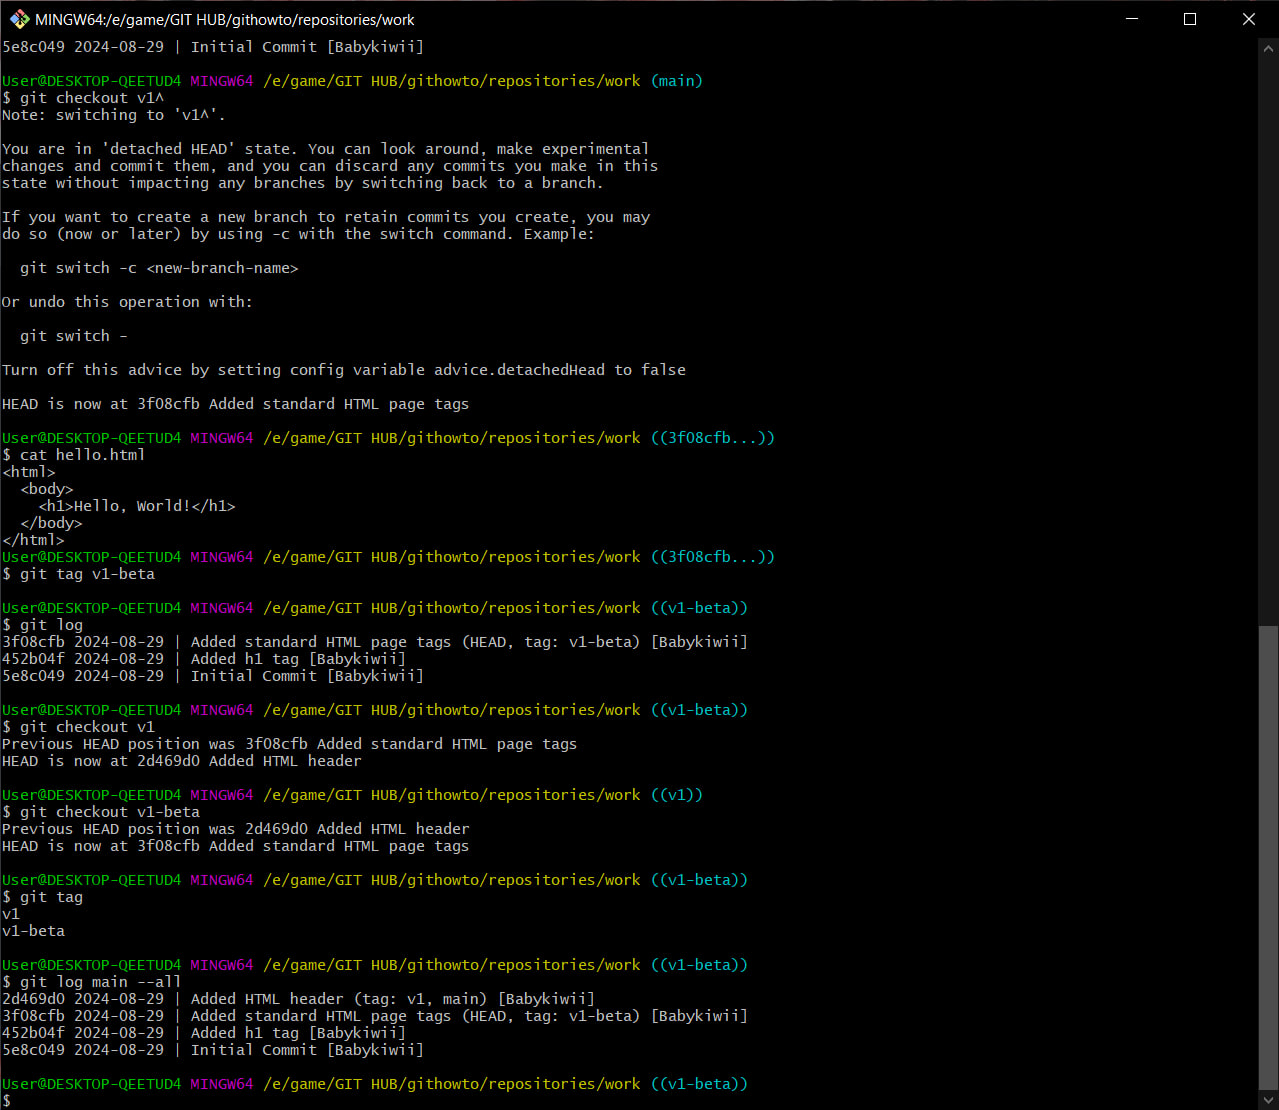 MINGW64:/e/game/GIT HUB/githowto/repositories/work
5e8c049 2024-08-29 | Initial Commit [Babykiwii]
User@DESKTOP-QEETUD4 MINGW64 /e/game/GIT HUB/githowto/repositories/work (main)
$ git checkout v1^
Note: switching to 'v1^'.
You are in 'detached HEAD' state. You can look around, make experimental
changes and commit them, and you can discard any commits you make in this
state without impacting any branches by switching back to a branch.
If you want to create a new branch to retain commits you create, you may
do so (now or later) by using -c with the switch command. Example:
  git switch -c <new-branch-name>
Or undo this operation with:
  git switch -
Turn off this advice by setting config variable advice.detachedHead to false
HEAD is now at 3f08cfb Added standard HTML page tags
User@DESKTOP-QEETUD4 MINGW64 /e/game/GIT HUB/githowto/repositories/work ((3f08cfb...))
$ cat hello.html
<html>
  <body>
    <h1>Hello, World!</h1>
  </body>
</html>
User@DESKTOP-QEETUD4 MINGW64 /e/game/GIT HUB/githowto/repositories/work ((3f08cfb...))
$ git tag v1-beta
User@DESKTOP-QEETUD4 MINGW64 /e/game/GIT HUB/githowto/repositories/work ((v1-beta))
$ git log
3f08cfb 2024-08-29 | Added standard HTML page tags (HEAD, tag: v1-beta) [Babykiwii]
452b04f 2024-08-29 | Added h1 tag [Babykiwii]
5e8c049 2024-08-29 | Initial Commit [Babykiwii]
User@DESKTOP-QEETUD4 MINGW64 /e/game/GIT HUB/githowto/repositories/work ((v1-beta))
$ git checkout v1
Previous HEAD position was 3f08cfb Added standard HTML page tags
HEAD is now at 2d469d0 Added HTML header
User@DESKTOP-QEETUD4 MINGW64 /e/game/GIT HUB/githowto/repositories/work ((v1))
$ git checkout v1-beta
Previous HEAD position was 2d469d0 Added HTML header
HEAD is now at 3f08cfb Added standard HTML page tags
User@DESKTOP-QEETUD4 MINGW64 /e/game/GIT HUB/githowto/repositories/work ((v1-beta))
$ git tag
v1
v1-beta
User@DESKTOP-QEETUD4 MINGW64 /e/game/GIT HUB/githowto/repositories/work ((v1-beta))
$ git log main --all
2d469d0 2024-08-29 | Added HTML header (tag: v1, main) [Babykiwii]
3f08cfb 2024-08-29 | Added standard HTML page tags (HEAD, tag: v1-beta) [Babykiwii]
452b04f 2024-08-29 | Added h1 tag [Babykiwii]
5e8c049 2024-08-29 | Initial Commit [Babykiwii]
User@DESKTOP-QEETUD4 MINGW64 /e/game/GIT HUB/githowto/repositories/work ((v1-beta))
$